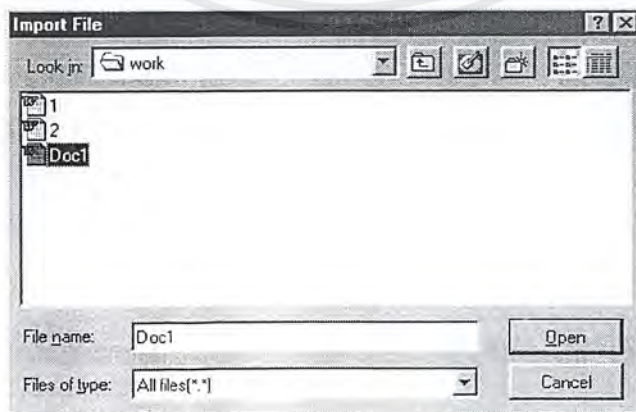 Import File
Look in: work
1
2
Doc1
File name: Doc1
Open
Files of type: All files(*.*)
Cancel